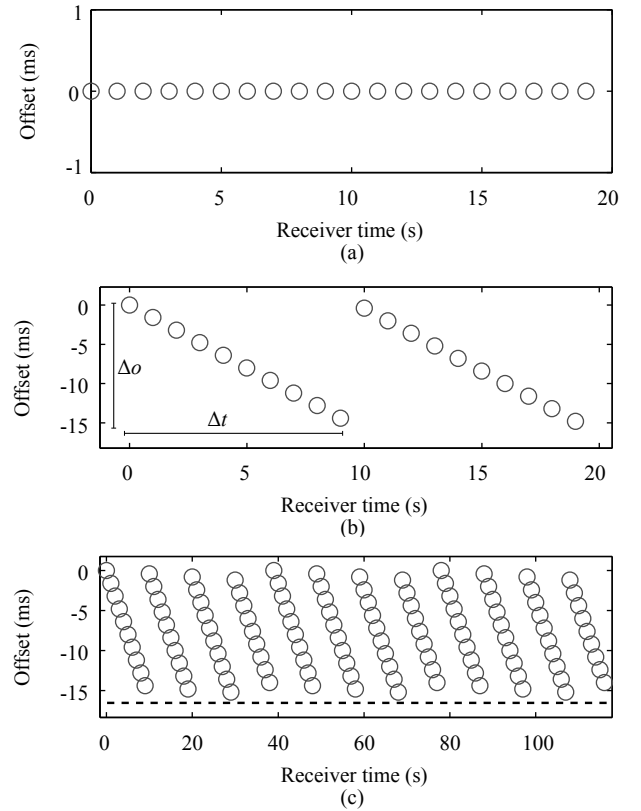 1
0
-1
Offset (ms)
0 5 10 15 20
Receiver time (s)
(a)
0
-5
-10
-15
Offset (ms)
Δo
Δt
0 5 10 15 20
Receiver time (s)
(b)
0
-5
-10
-15
Offset (ms)
0 20 40 60 80 100
Receiver time (s)
(c)